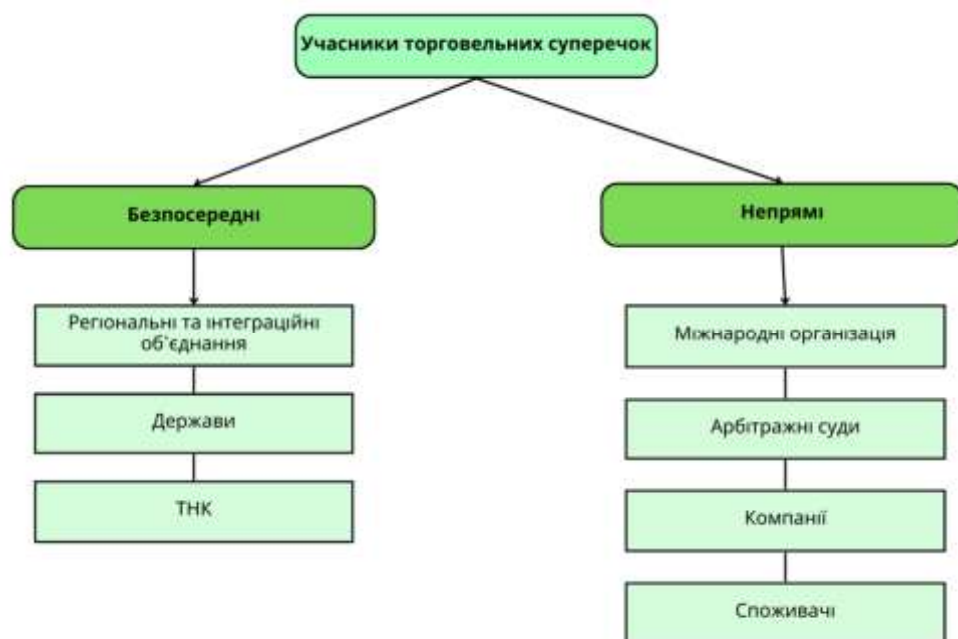 Учасники торговельних суперечок
Безпосередні
Непрямі
Регіональні та інтеграційні
об`єднання
Держави
ТНК
Міжнародні організація
Арбітражні суди
Компанії
Споживачі